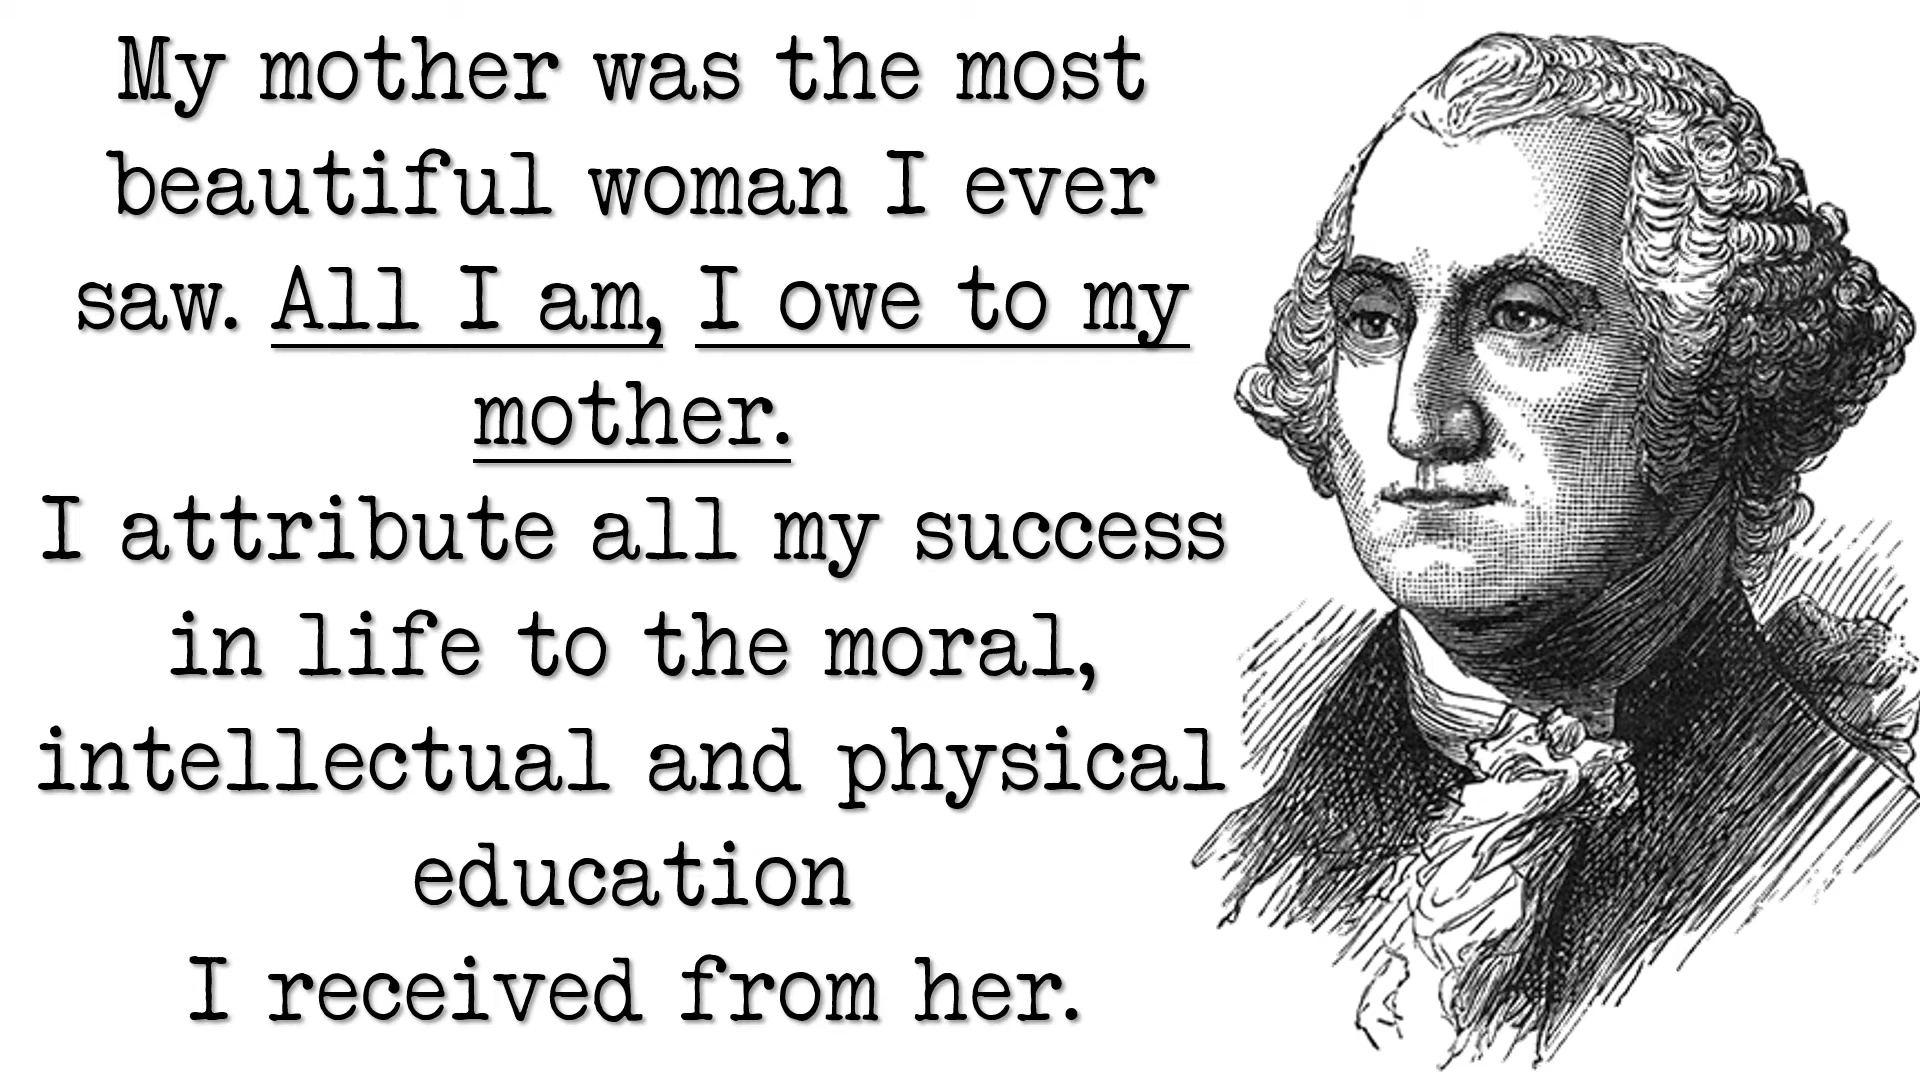 My mother was the most
beautiful woman I ever
saw. All I am, I owe to my
mother.
I attribute all my success
in life to the moral,
intellectual and physical
education
I received from her.